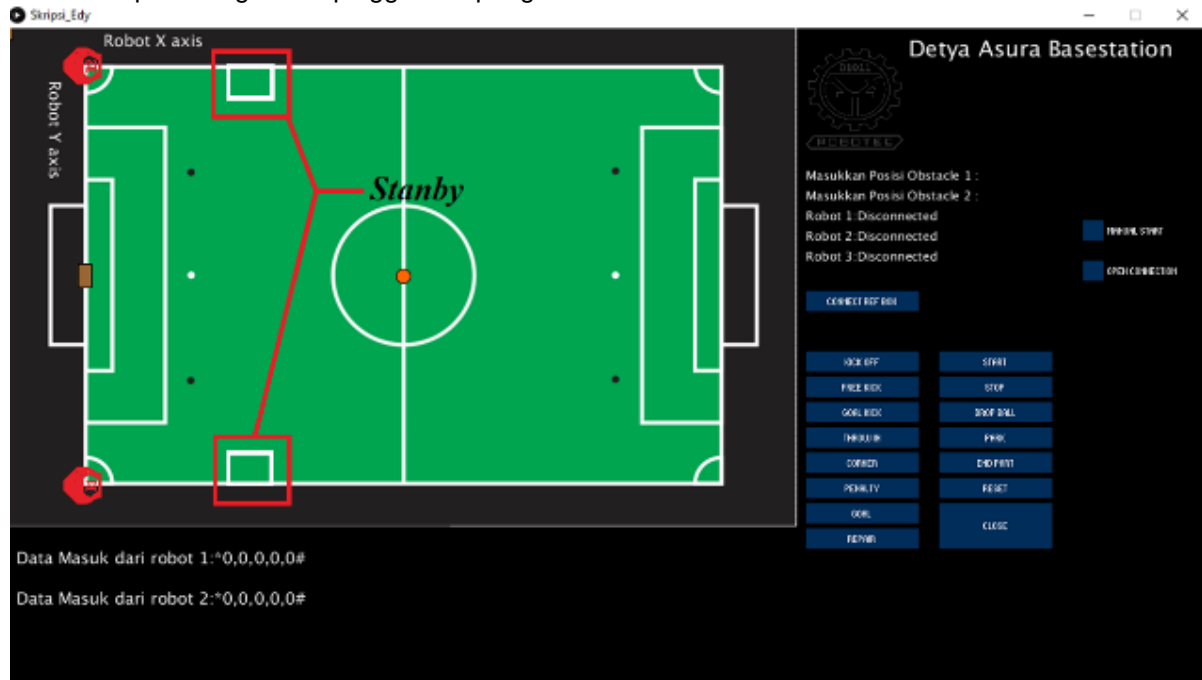 Skripsi_Edy
Robot X axis
Robot Y axis
Stanby
Detya Asura Basestation
Masukkan Posisi Obstacle 1 :
Masukkan Posisi Obstacle 2 :
Robot 1:Disconnected
Robot 2:Disconnected
Robot 3:Disconnected
MANUAL START
OPEN CONNECTION
CONNECT REF BOX
KICK OFF
START
FREE KICK
STOP
GOAL KICK
DROP BALL
THROW IN
PARK
CORNER
END PART
PENALTY
RESET
GOAL
CLOSE
REPAIR
Data Masuk dari robot 1:*0,0,0,0,0#
Data Masuk dari robot 2:*0,0,0,0,0#